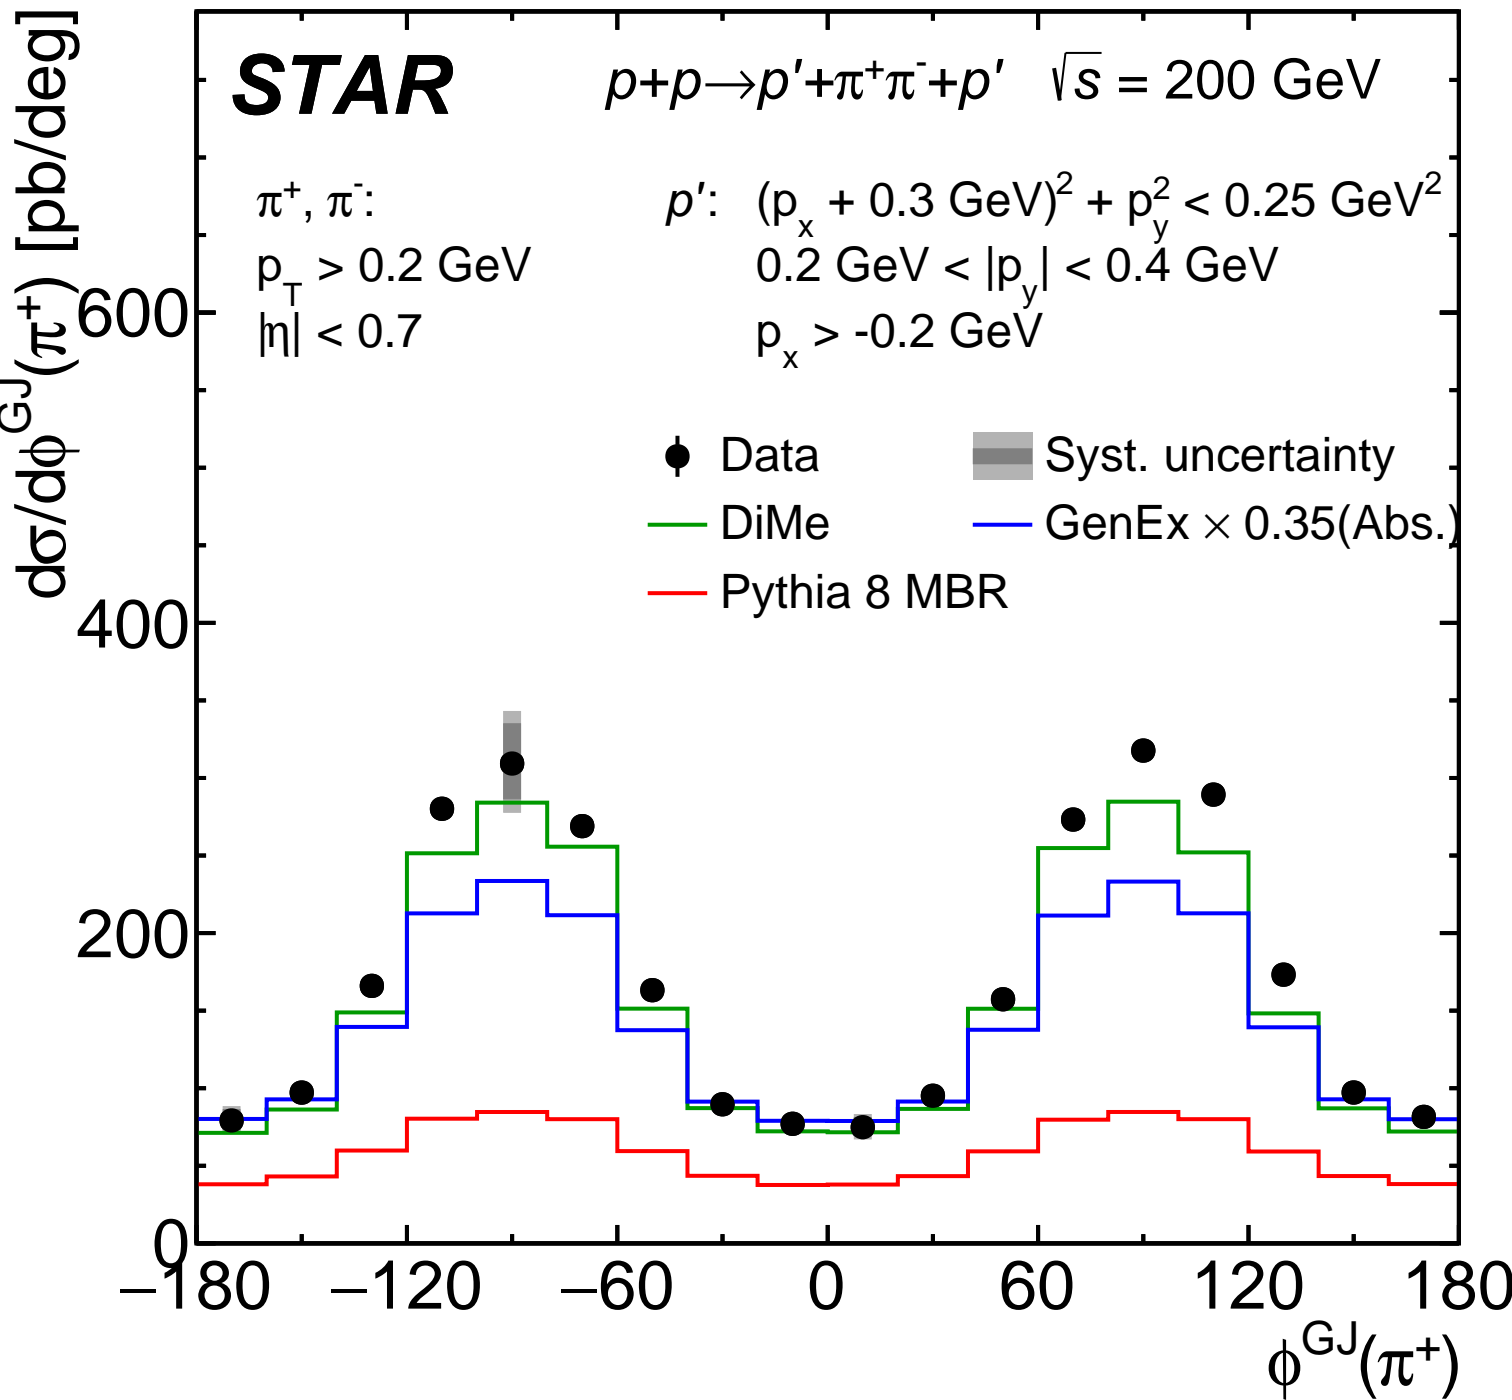 STAR p+p→p′+π⁺π⁻+p′ √s = 200 GeV
π⁺, π⁻: p′: (pₓ + 0.3 GeV)² + p_y² < 0.25 GeV²
p_T > 0.2 GeV 0.2 GeV < |p_y| < 0.4 GeV
|η| < 0.7 pₓ > -0.2 GeV
Data Syst. uncertainty
DiMe GenEx × 0.35(Abs.)
Pythia 8 MBR
dσ/dϕ^GJ(π⁺) [pb/deg]
600
400
200
0
−180 −120 −60 0 60 120 180
ϕ^GJ(π⁺)